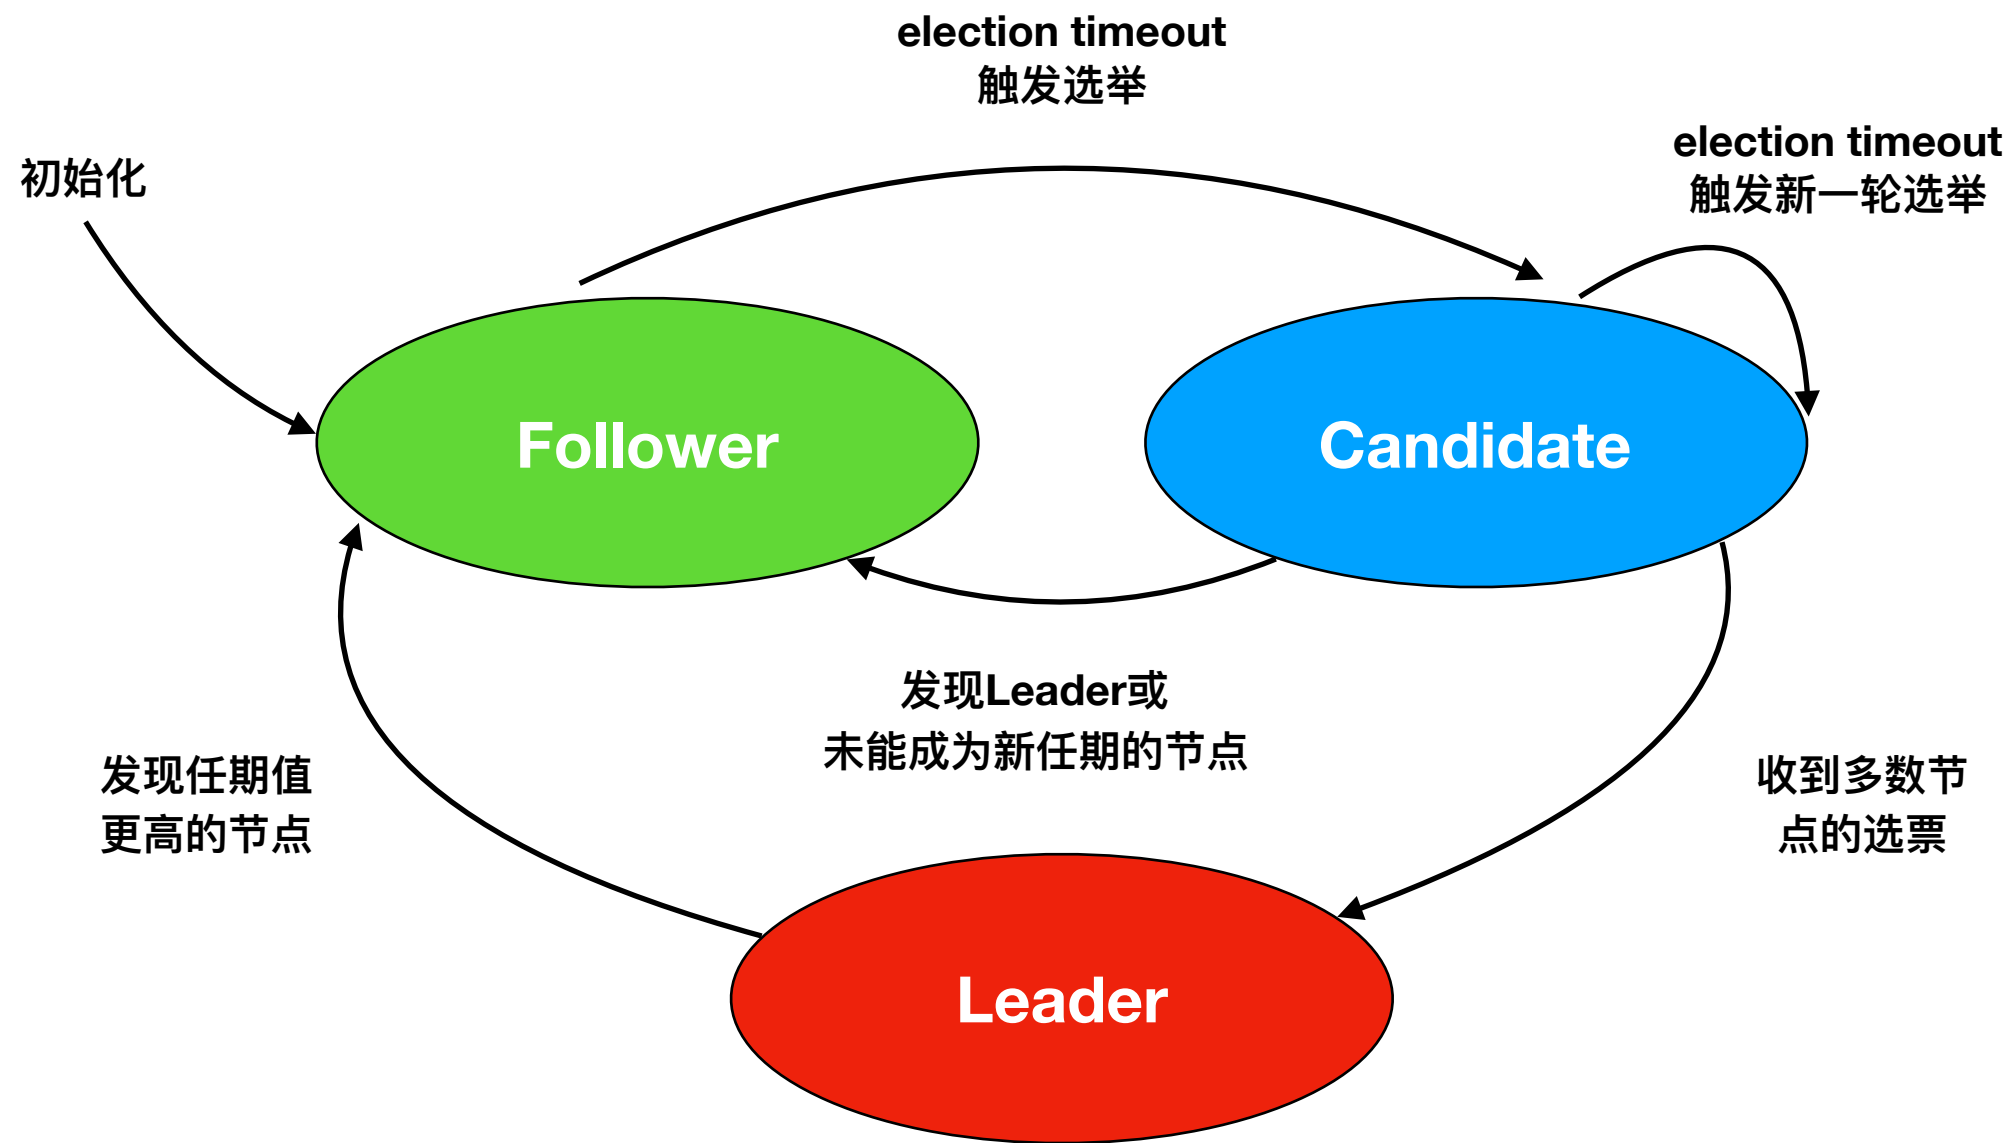 election timeout
触发选举
election timeout
触发新一轮选举
初始化
Follower
Candidate
发现Leader或
未能成为新任期的节点
发现任期值
更高的节点
收到多数节
点的选票
Leader